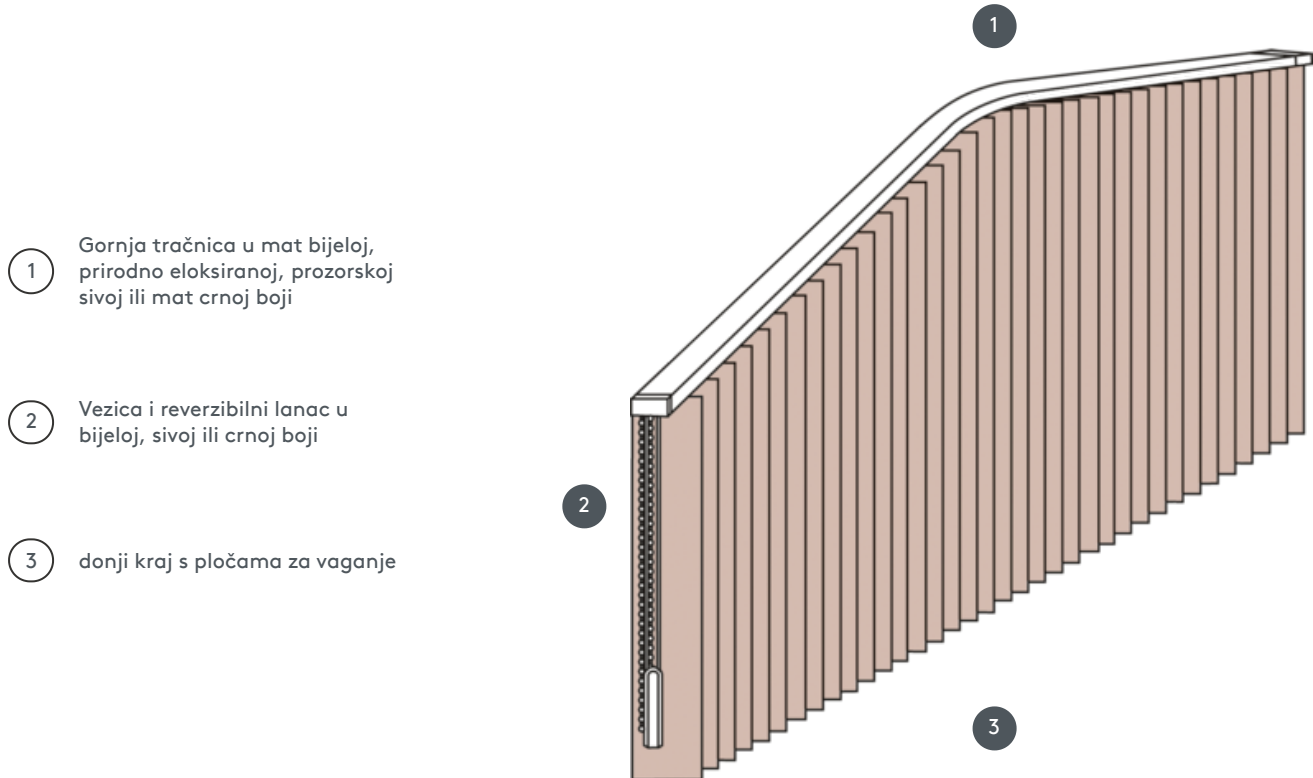 1
Gornja tračnica u mat bijeloj,
prirodno eloksiranoj, prozorskoj
sivoj ili mat crnoj boji
2
Vezica i reverzibilni lanac u
bijeloj, sivoj ili crnoj boji
3
donji kraj s pločama za vaganje
1
2
3